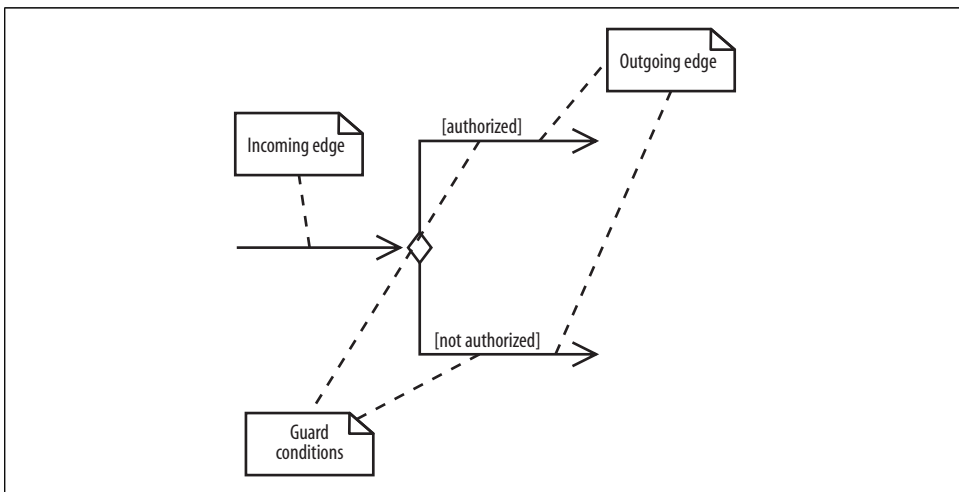 Outgoing edge
[authorized]
Incoming edge
[not authorized]
Guard
conditions